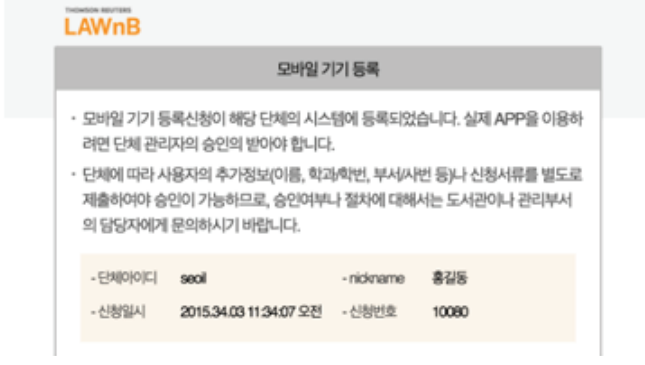 THOMSON REUTERS
LAWnB
모바일 기기 등록
· 모바일 기기 등록신청이 해당 단체의 시스템에 등록되었습니다. 실제 APP을 이용하
려면 단체 관리자의 승인의 받아야 합니다.
· 단체에 따라 사용자의 추가정보(이름, 학과/학번, 부서/사번 등)나 신청서류를 별도로
제출하여야 승인이 가능하므로, 승인여부나 절차에 대해서는 도서관이나 관리부서
의 담당자에게 문의하시기 바랍니다.
- 단체아이디 seoil - nickname 홍길동
- 신청일시 2015.34.03 11:34:07 오전 - 신청번호 10080